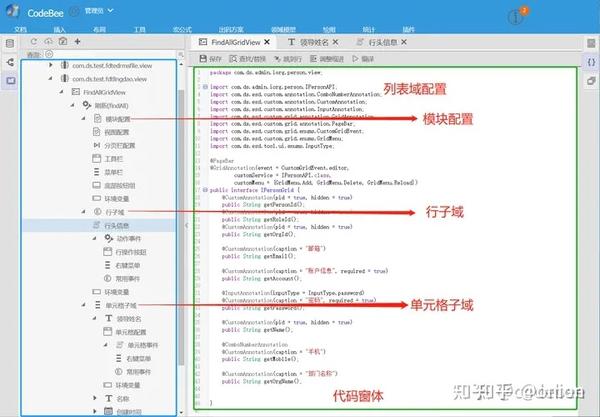 CodeBee 管理员
文档 插入 布局 工具 宏公式 出码方案 领域模型 绘图 统计 插件
查询:
com.ds.test.fdtedrmsfile.view
com.ds.test.fdtlingdao.view
FindAllGridView
刷新(findAll)
模块配置
视图配置
分页栏配置
工具栏
菜单栏
底部按钮组
环境变量
行子域
行头信息
动作事件
行操作按钮
右键菜单
常用事件
环境变量
单元格子域
领导姓名
单元格配置
单元格事件
右键菜单
常用事件
环境变量
名称
创建时间
FindAllGridView 领导姓名 行头信息
保存 查找/替换 跳到行 调整缩进 编译
package com.ds.admin.iorg.person.view;
import com.ds.admin.iorg.person.IPersonAPI;
import com.ds.esd.custom.annotation.ComboNumberAnnotation;
import com.ds.esd.custom.annotation.CustomAnnotation;
import com.ds.esd.custom.annotation.InputAnnotation;
import com.ds.esd.custom.grid.annotation.GridAnnotation;
import com.ds.esd.custom.grid.annotation.PageBar;
import com.ds.esd.custom.grid.enums.CustomGridEvent;
import com.ds.esd.custom.grid.enums.GridMenu;
import com.ds.esd.tool.ui.enums.InputType;
@PageBar
@GridAnnotation(event = CustomGridEvent.editor,
customService = IPersonAPI.class,
customMenu = {GridMenu.Add, GridMenu.Delete, GridMenu.Reload})
public interface IPersonGrid {
@CustomAnnotation(pid = true, hidden = true)
public String getPersonId();
@CustomAnnotation(pid = true, hidden = true)
public String getRoleId();
@CustomAnnotation(pid = true, hidden = true)
public String getOrgId();
@CustomAnnotation(caption = "邮箱")
public String getEmail();
@CustomAnnotation(caption = "账户信息", required = true)
public String getAccount();
@InputAnnotation(inputType = InputType.password)
@CustomAnnotation(caption = "密码", required = true)
public String getPassword();
@CustomAnnotation(pid = true, hidden = true)
public String getName();
@ComboNumberAnnotation
@CustomAnnotation(caption = "手机")
public String getMobile();
@CustomAnnotation(caption = "部门名称")
public String getOrgName();
}
列表域配置
模块配置
行子域
单元格子域
代码窗体